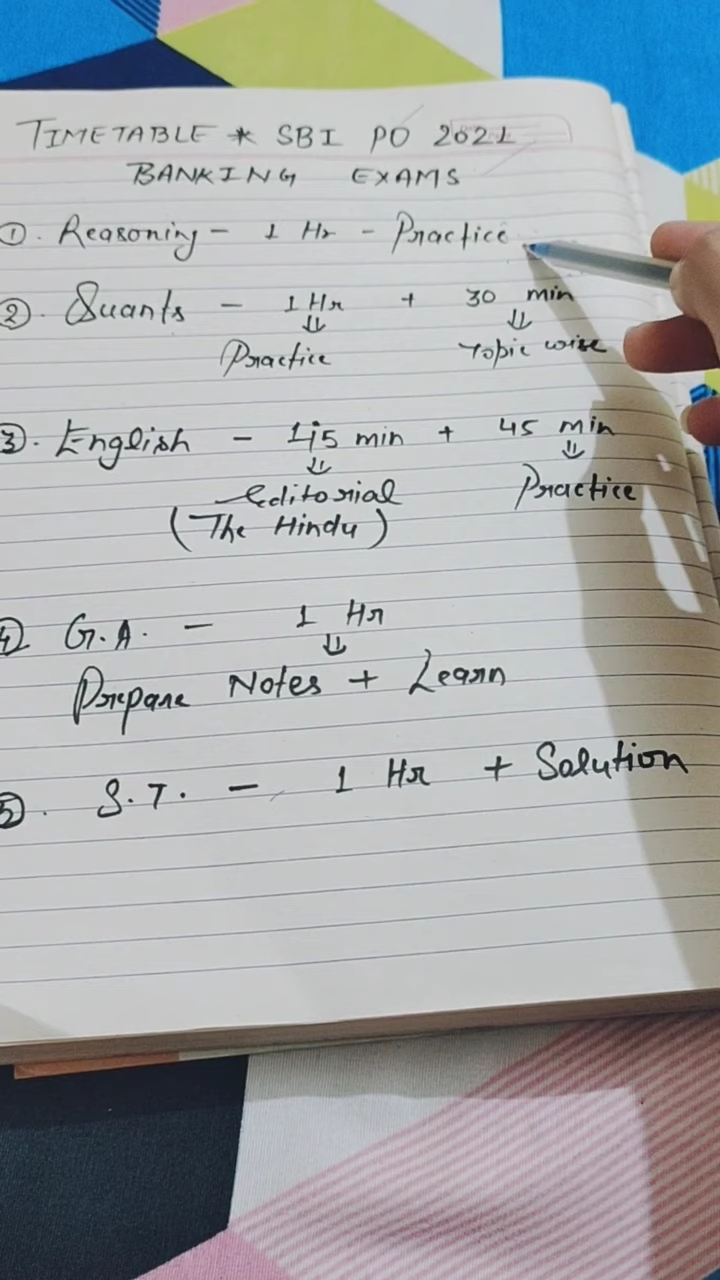 TIMETABLE * SBI PO 2021
BANKING EXAMS
①. Reasoning - 1 Hr - Practice
② Quants - 1 Hr + 30 min
⇓ ⇓
Practice Topic wise
③. English - 45 min + 45 min
⇓ ⇓
Editorial Practice
(The Hindu)
④ G.A. - 1 Hr
⇓
Prepare Notes + Learn
⑤. S.T. - 1 Hr + Solution